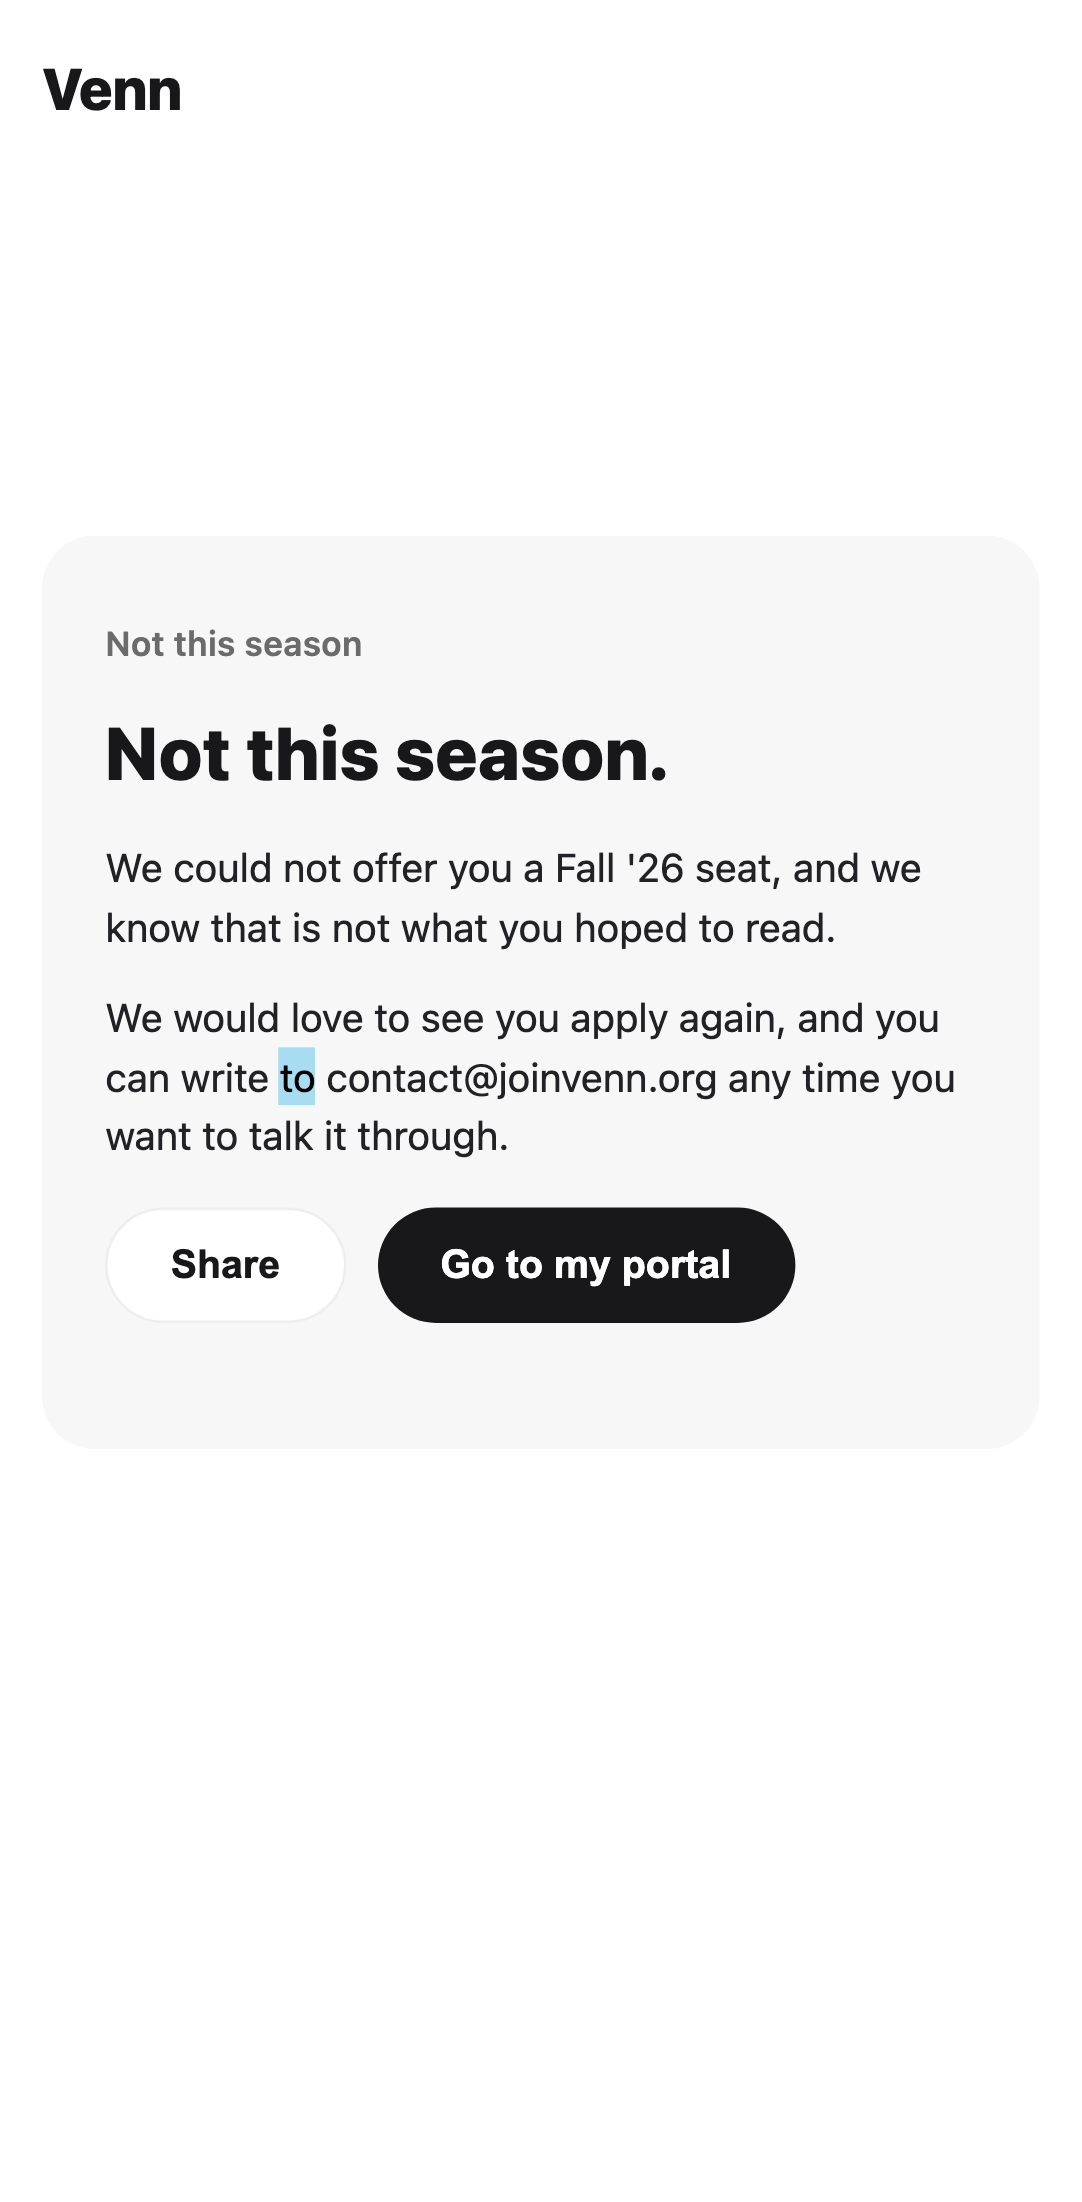 Venn
Not this season
Not this season.
We could not offer you a Fall '26 seat, and we
know that is not what you hoped to read.
We would love to see you apply again, and you
can write to contact@joinvenn.org any time you
want to talk it through.
Share
Go to my portal